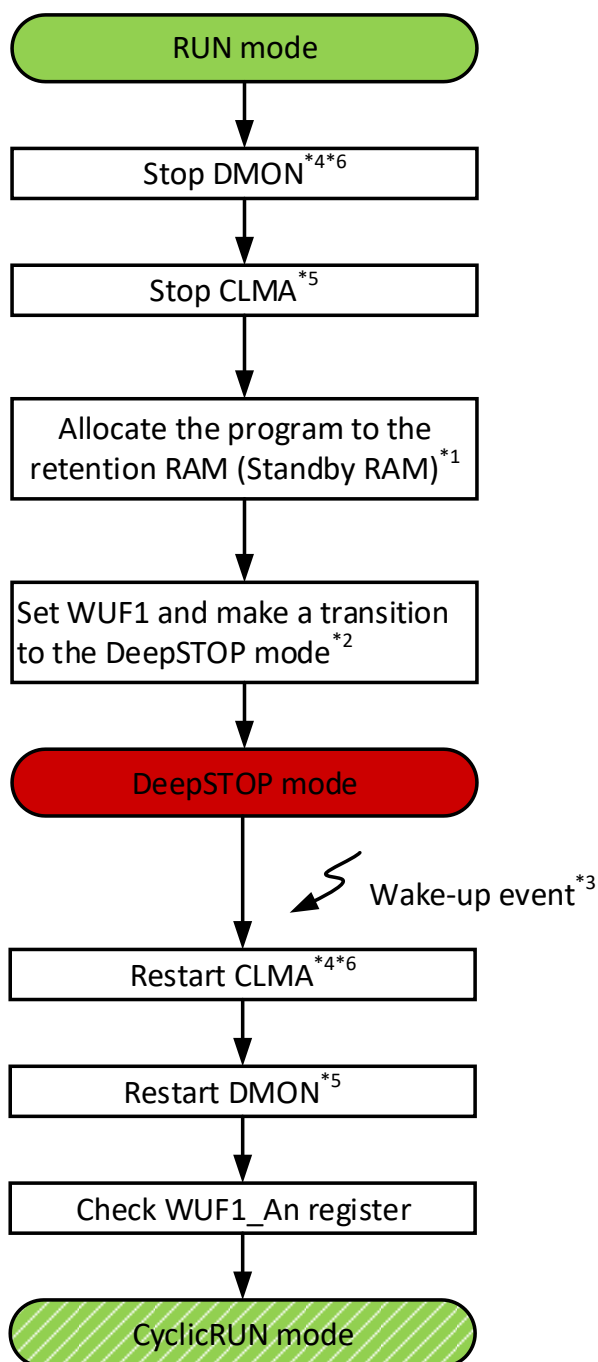 RUN mode
Stop DMON*4*6
Stop CLMA*5
Allocate the program to the
retention RAM (Standby RAM)*1
Set WUF1 and make a transition
to the DeepSTOP mode*2
DeepSTOP mode
Wake-up event*3
Restart CLMA*4*6
Restart DMON*5
Check WUF1_An register
CyclicRUN mode